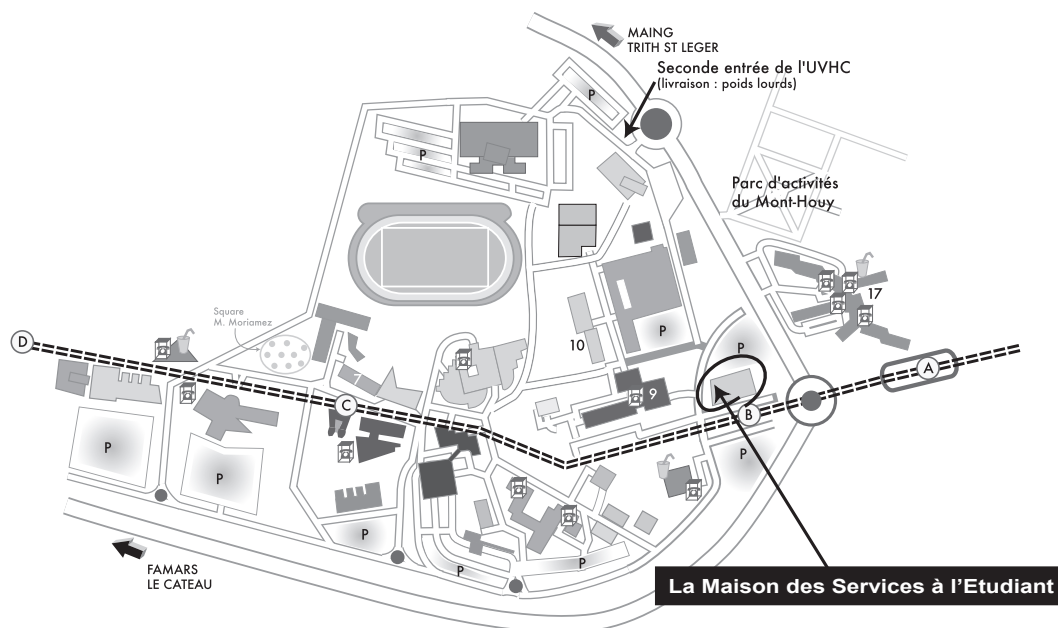 MAING
TRITH ST LEGER
Seconde entrée de l'UVHC
(livraison : poids lourds)
P
P
Parc d'activités
du Mont-Houy
17
Square
M. Moriamez
D
P
10
P
A
1
C
9
B
P
P
P
P
P
P
FAMARS
LE CATEAU
La Maison des Services à l’Etudiant